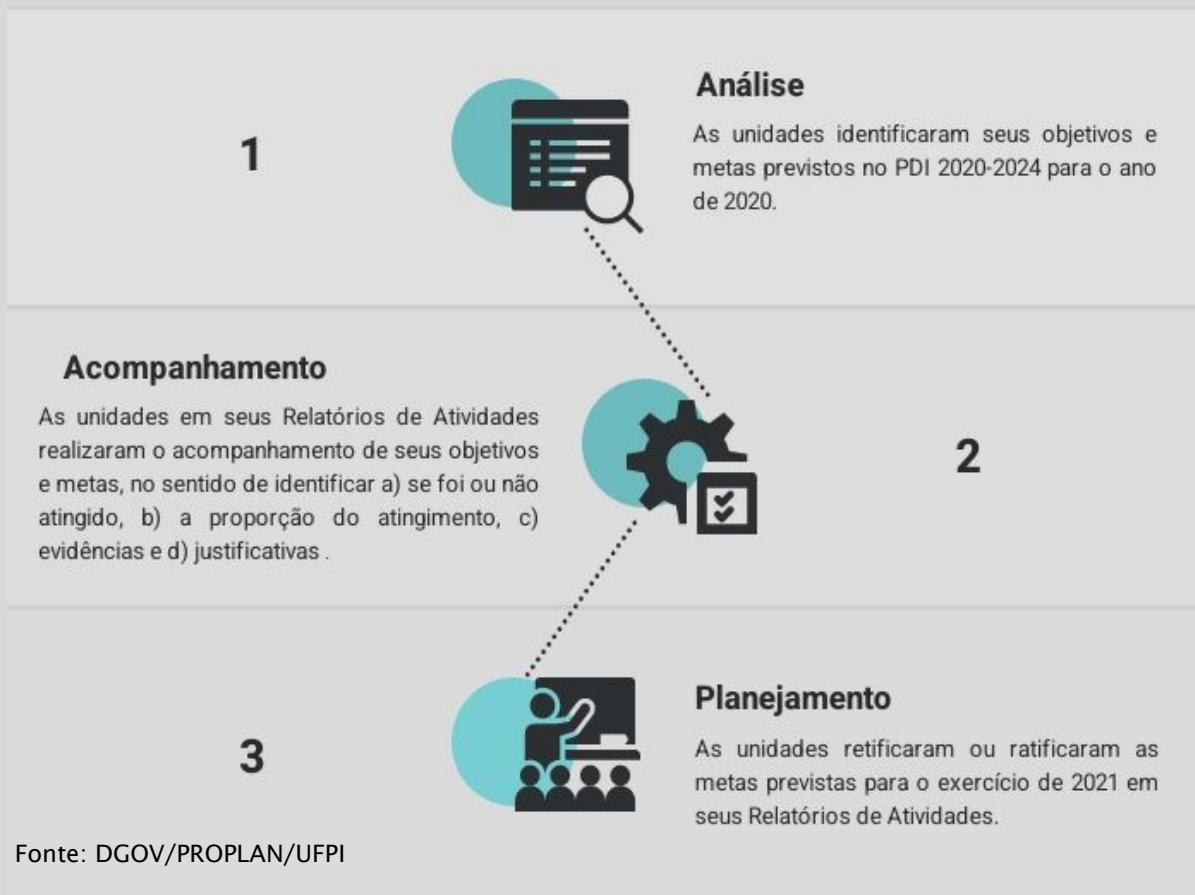 1
Análise
As unidades identificaram seus objetivos e
metas previstos no PDI 2020-2024 para o ano
de 2020.
Acompanhamento
As unidades em seus Relatórios de Atividades
realizaram o acompanhamento de seus objetivos
e metas, no sentido de identificar a) se foi ou não
atingido, b) a proporção do atingimento, c)
evidências e d) justificativas .
2
3
Planejamento
As unidades retificaram ou ratificaram as
metas previstas para o exercício de 2021 em
seus Relatórios de Atividades.
Fonte: DGOV/PROPLAN/UFPI